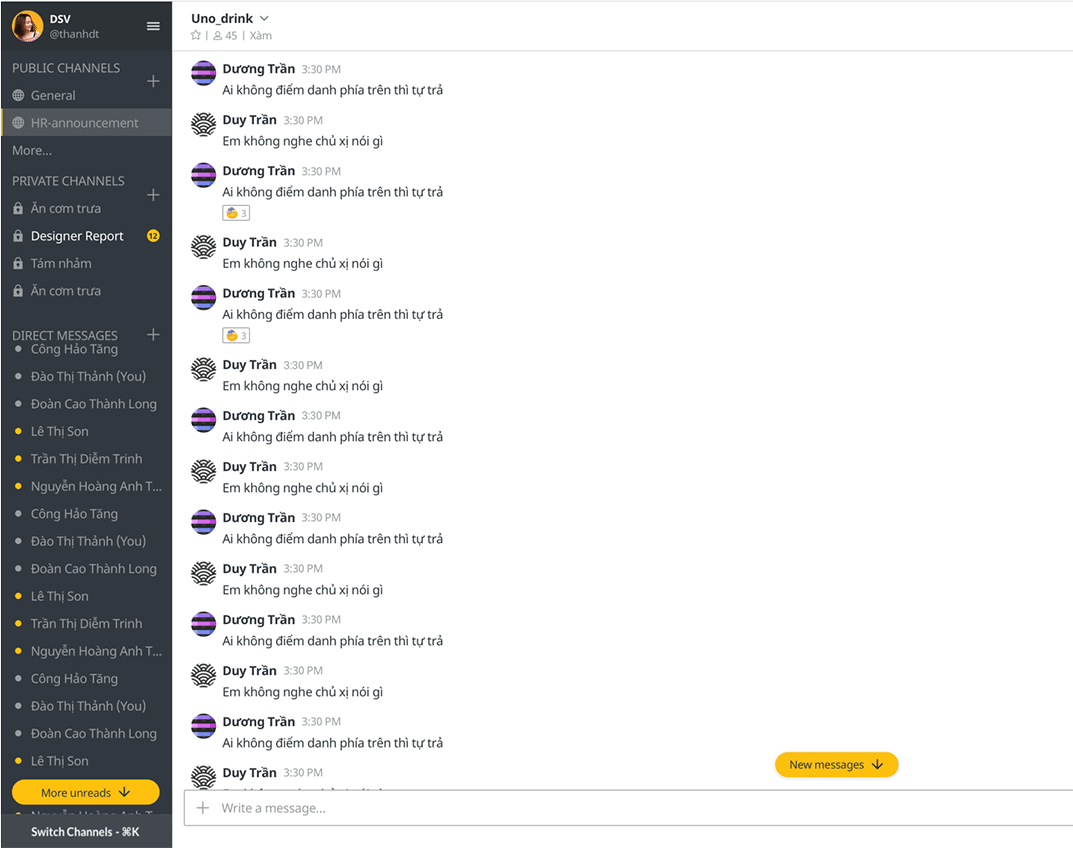 DSV
@thanhdt
PUBLIC CHANNELS
General
HR-announcement
More...
PRIVATE CHANNELS
Ăn cơm trưa
Designer Report 12
Tám nhảm
Ăn cơm trưa
DIRECT MESSAGES
Công Hảo Tăng
Đào Thị Thảnh (You)
Đoàn Cao Thành Long
Lê Thị Son
Trần Thị Diễm Trinh
Nguyễn Hoàng Anh T...
Công Hảo Tăng
Đào Thị Thảnh (You)
Đoàn Cao Thành Long
Lê Thị Son
Trần Thị Diễm Trinh
Nguyễn Hoàng Anh T...
Công Hảo Tăng
Đào Thị Thảnh (You)
Đoàn Cao Thành Long
Lê Thị Son
More unreads
Switch Channels - ⌘K
Uno_drink
45 | Xàm
Dương Trần 3:30 PM
Ai không điểm danh phía trên thì tự trả
Duy Trần 3:30 PM
Em không nghe chủ xị nói gì
Dương Trần 3:30 PM
Ai không điểm danh phía trên thì tự trả
3
Duy Trần 3:30 PM
Em không nghe chủ xị nói gì
Dương Trần 3:30 PM
Ai không điểm danh phía trên thì tự trả
3
Duy Trần 3:30 PM
Em không nghe chủ xị nói gì
Dương Trần 3:30 PM
Ai không điểm danh phía trên thì tự trả
Duy Trần 3:30 PM
Em không nghe chủ xị nói gì
Dương Trần 3:30 PM
Ai không điểm danh phía trên thì tự trả
Duy Trần 3:30 PM
Em không nghe chủ xị nói gì
Dương Trần 3:30 PM
Ai không điểm danh phía trên thì tự trả
Duy Trần 3:30 PM
Em không nghe chủ xị nói gì
Dương Trần 3:30 PM
Ai không điểm danh phía trên thì tự trả
Duy Trần 3:30 PM
New messages
Write a message...